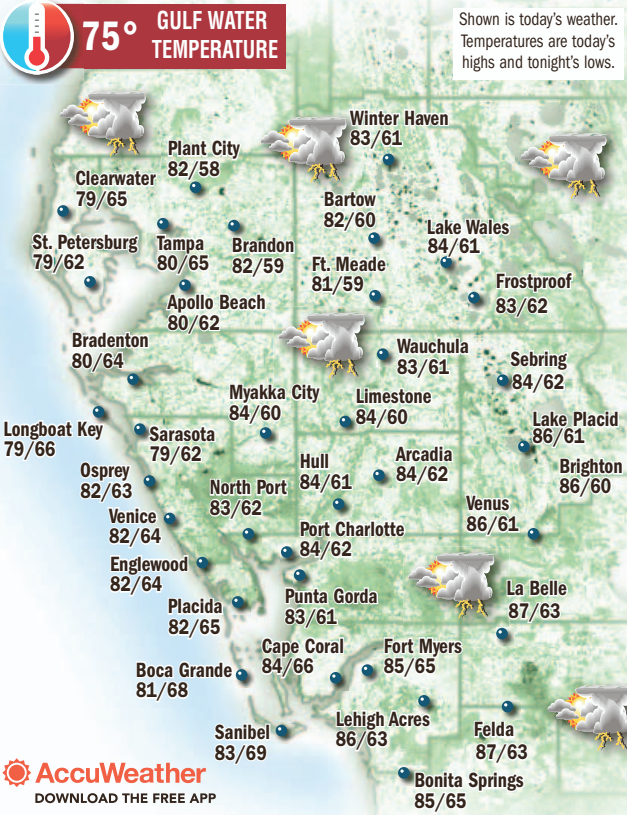 75° GULF WATER
TEMPERATURE
Shown is today's weather.
Temperatures are today's
highs and tonight's lows.
Winter Haven
83/61
Plant City
82/58
Clearwater
79/65
Bartow
82/60
Lake Wales
84/61
St. Petersburg
79/62
Tampa
80/65
Brandon
82/59
Ft. Meade
81/59
Frostproof
83/62
Apollo Beach
80/62
Bradenton
80/64
Wauchula
83/61
Sebring
84/62
Myakka City
84/60
Limestone
84/60
Longboat Key
79/66
Sarasota
79/62
Lake Placid
86/61
Osprey
82/63
Hull
84/61
Arcadia
84/62
Brighton
86/60
North Port
83/62
Venus
86/61
Venice
82/64
Port Charlotte
84/62
Englewood
82/64
Punta Gorda
83/61
La Belle
87/63
Placida
82/65
Cape Coral
84/66
Fort Myers
85/65
Boca Grande
81/68
Lehigh Acres
86/63
Felda
87/63
Sanibel
83/69
Bonita Springs
85/65
AccuWeather
DOWNLOAD THE FREE APP